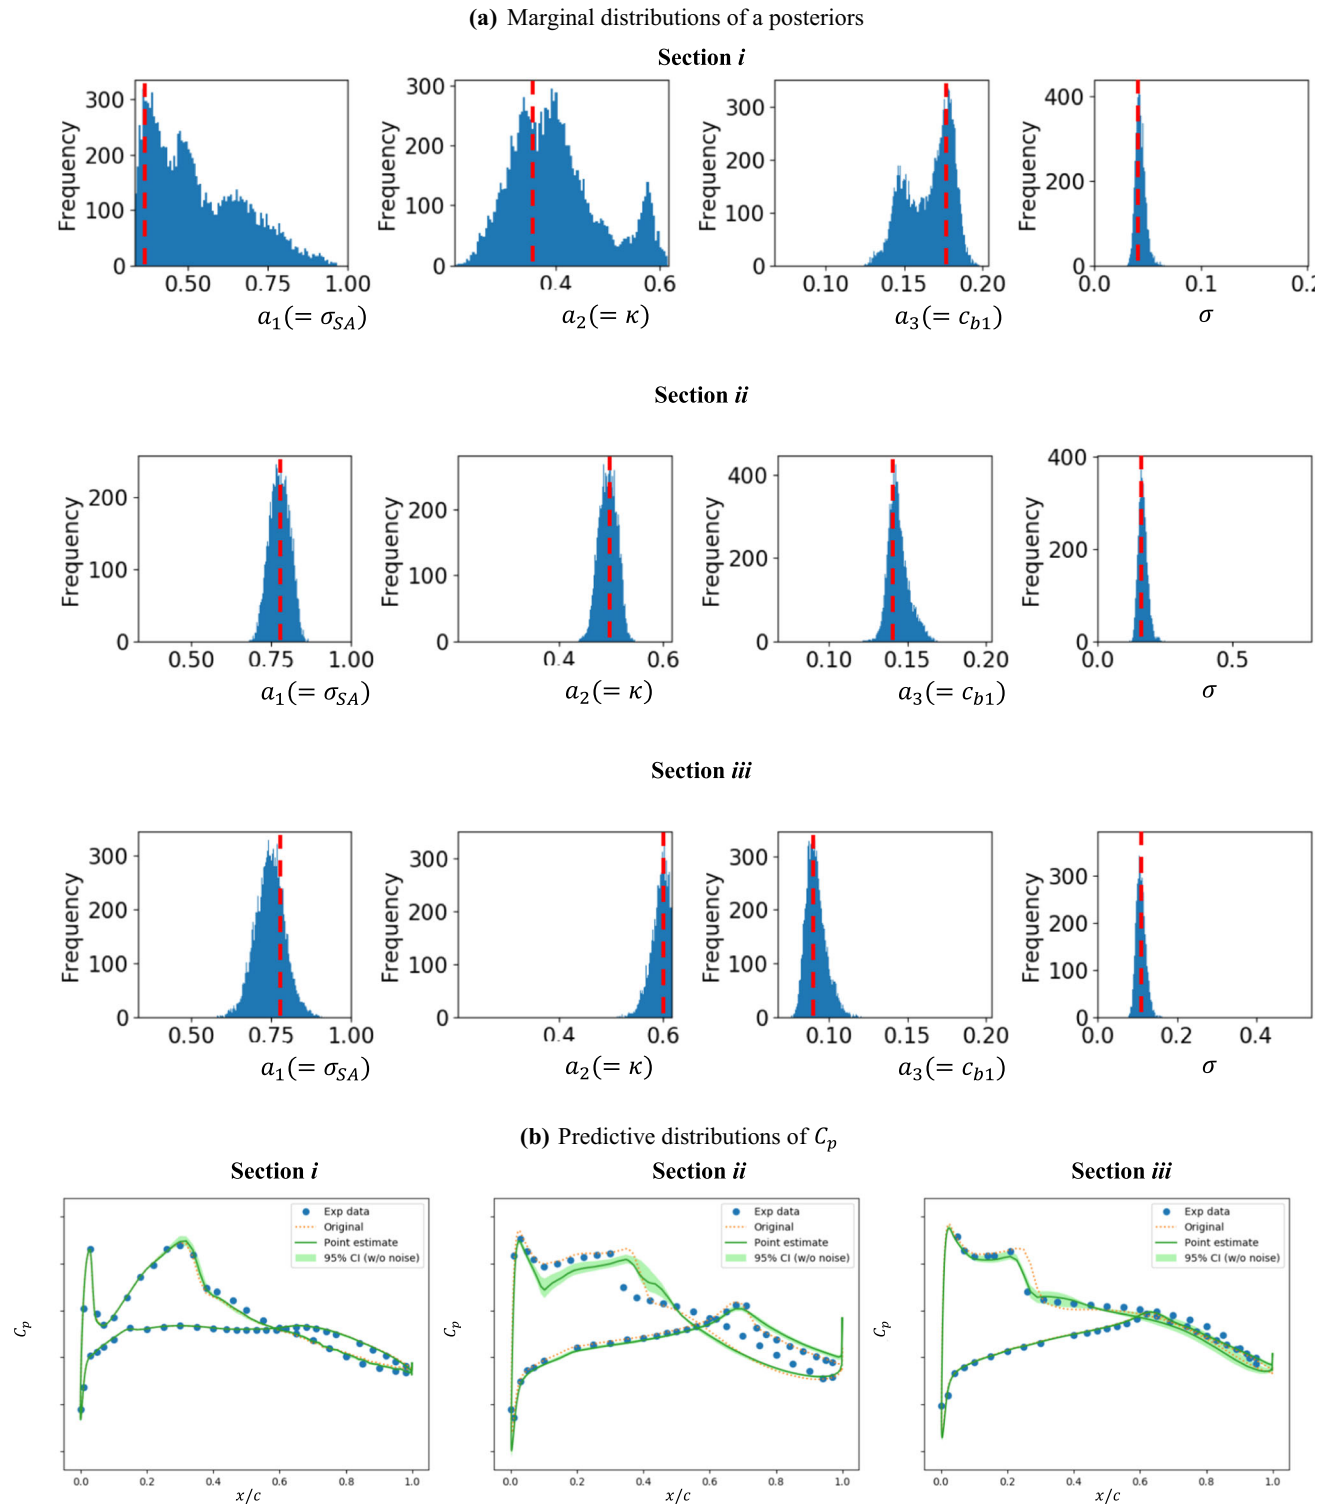 (a) Marginal distributions of a posteriors
Section i
Frequency Frequency Frequency Frequency
300 300 300 400
200 200 200 200
100 100 100
0 0 0 0
0.50 0.75 1.00 0.4 0.6 0.10 0.15 0.20 0.0 0.1
a₁(= σ_SA) a₂(= κ) a₃(= c_b1) σ
Section ii
Frequency Frequency Frequency Frequency
200 200 400 400
100 100 200 200
0 0 0 0
0.50 0.75 1.00 0.4 0.6 0.10 0.15 0.20 0.0 0.5
a₁(= σ_SA) a₂(= κ) a₃(= c_b1) σ
Section iii
Frequency Frequency Frequency Frequency
300 300 300 300
200 200 200 200
100 100 100 100
0 0 0 0
0.50 0.75 1.00 0.4 0.6 0.10 0.15 0.20 0.0 0.2 0.4
a₁(= σ_SA) a₂(= κ) a₃(= c_b1) σ
(b) Predictive distributions of C_p
Section i Section ii Section iii
Exp data Exp data Exp data
Original Original Original
Point estimate Point estimate Point estimate
95% CI (w/o noise) 95% CI (w/o noise) 95% CI (w/o noise)
C_p C_p C_p
0.0 0.2 0.4 0.6 0.8 1.0 0.0 0.2 0.4 0.6 0.8 1.0 0.0 0.2 0.4 0.6 0.8 1.0
x/c x/c x/c